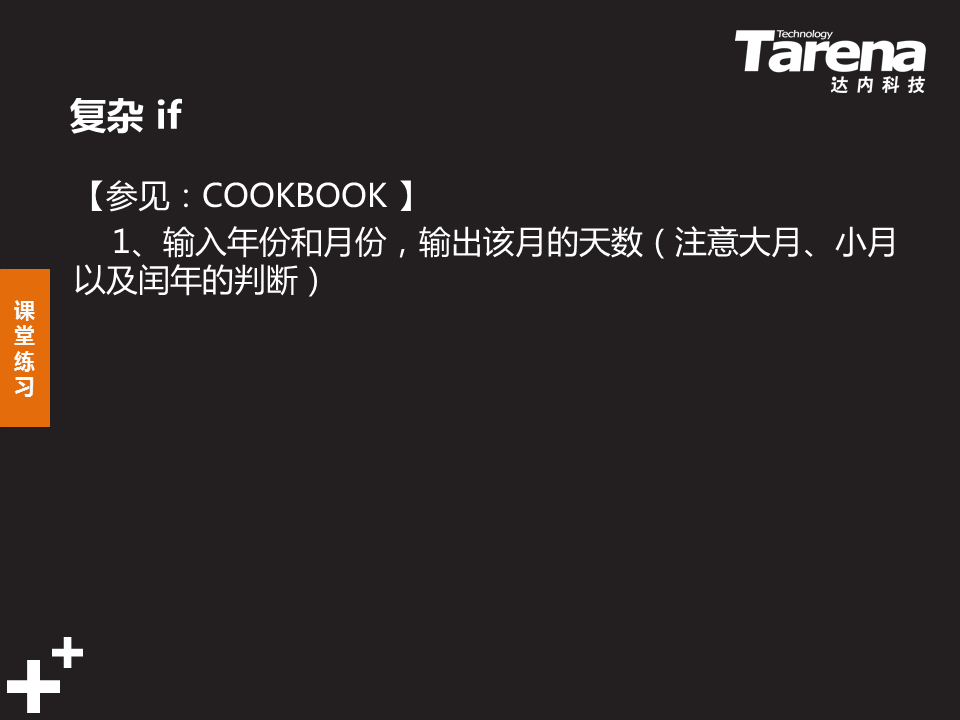 Technology
Tarena
达内科技
复杂 if
【参见：COOKBOOK 】
1、输入年份和月份，输出该月的天数（注意大月、小月
以及闰年的判断）
课
堂
练
习